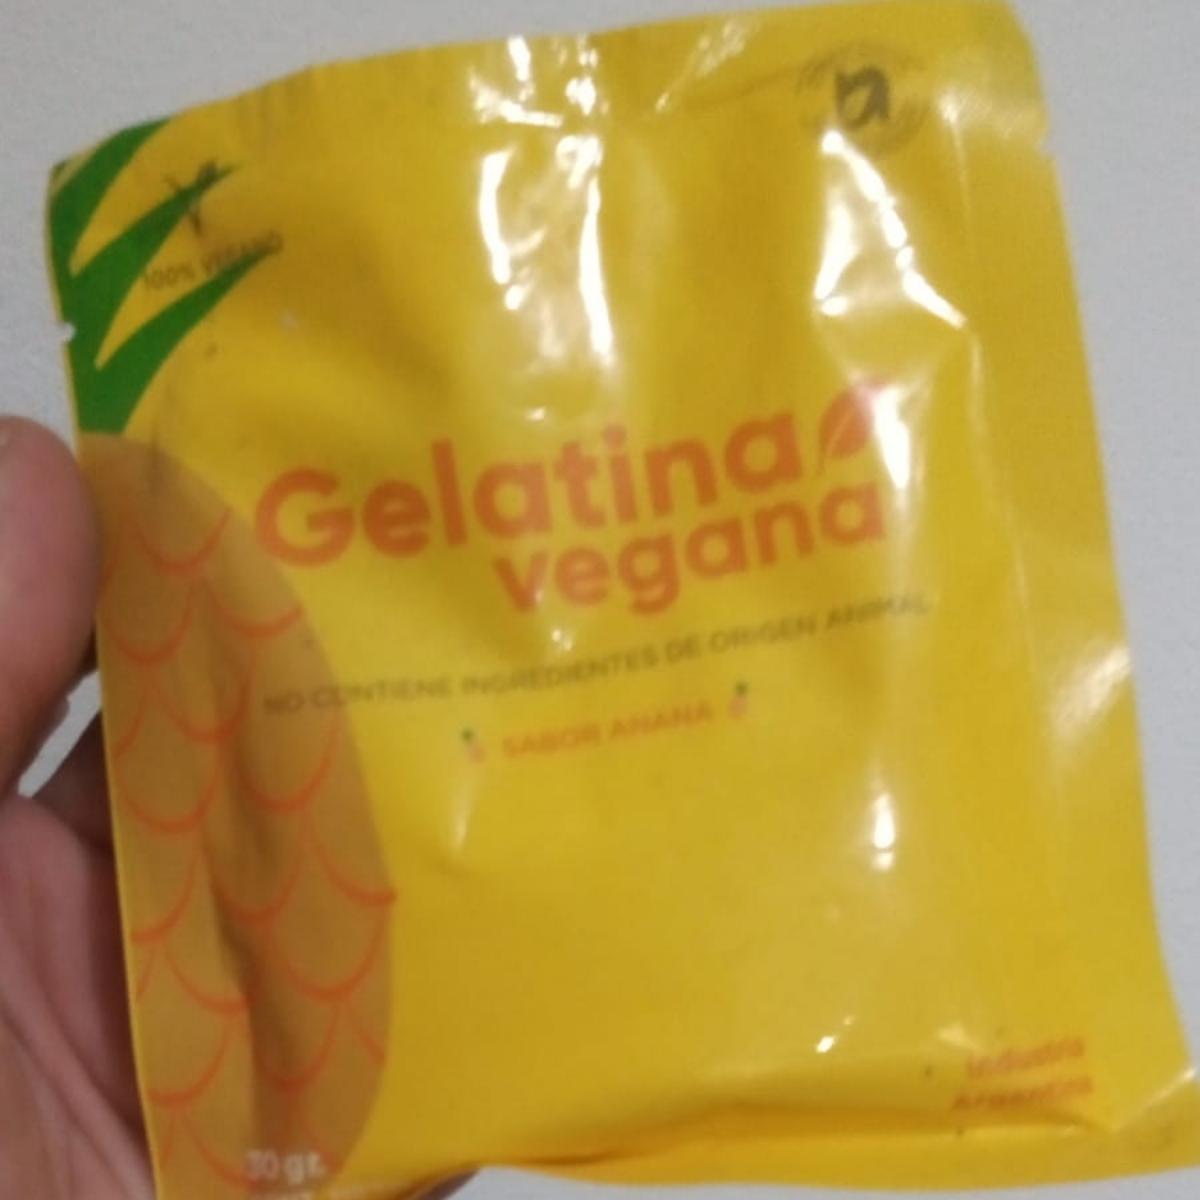 100% VEGANO
Gelatina
vegana
NO CONTIENE INGREDIENTES DE ORIGEN ANIMAL
SABOR ANANA
Industria
Argentina
30 gr.